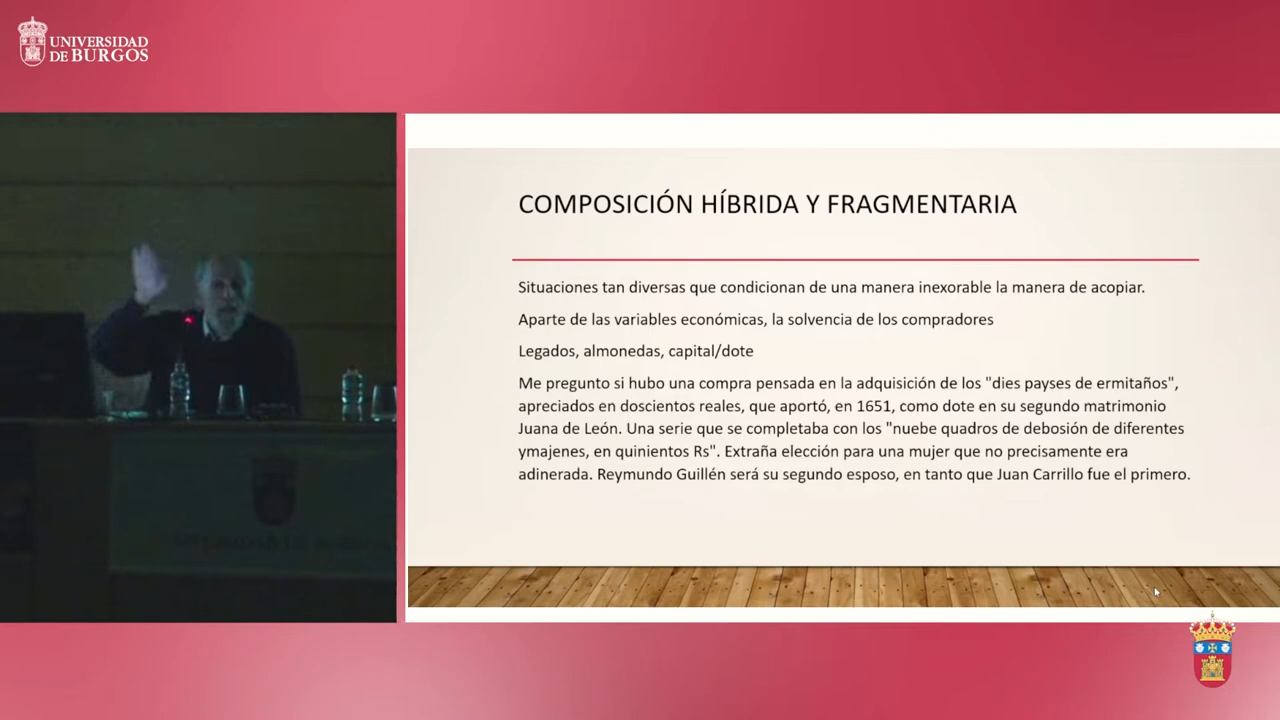 UNIVERSIDAD
DE BURGOS
COMPOSICIÓN HÍBRIDA Y FRAGMENTARIA
Situaciones tan diversas que condicionan de una manera inexorable la manera de acopiar.
Aparte de las variables económicas, la solvencia de los compradores
Legados, almonedas, capital/dote
Me pregunto si hubo una compra pensada en la adquisición de los "dies payses de ermitaños",
apreciados en doscientos reales, que aportó, en 1651, como dote en su segundo matrimonio
Juana de León. Una serie que se completaba con los "nuebe quadros de debosión de diferentes
ymajenes, en quinientos Rs". Extraña elección para una mujer que no precisamente era
adinerada. Reymundo Guillén será su segundo esposo, en tanto que Juan Carrillo fue el primero.